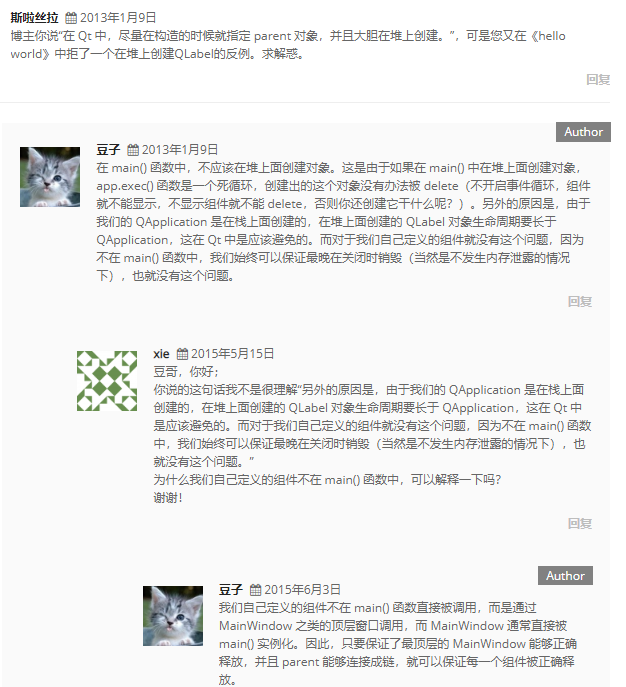 斯啦丝拉 2013年1月9日
博主你说“在 Qt 中，尽量在构造的时候就指定 parent 对象，并且大胆在堆上创建。”，可是您又在《hello
world》中拒了一个在堆上创建QLabel的反例。求解惑。
回复
Author
豆子 2013年1月9日
在 main() 函数中，不应该在堆上面创建对象。这是由于如果在 main() 中在堆上面创建对象，
app.exec() 函数是一个死循环，创建出的这个对象没有办法被 delete（不开启事件循环，组件
就不能显示，不显示组件就不能 delete，否则你还创建它干什么呢？）。另外的原因是，由于
我们的 QApplication 是在栈上面创建的，在堆上面创建的 QLabel 对象生命周期要长于
QApplication，这在 Qt 中是应该避免的。而对于我们自己定义的组件就没有这个问题，因为
不在 main() 函数中，我们始终可以保证最晚在关闭时销毁（当然是不发生内存泄露的情况
下），也就没有这个问题。
回复
xie 2015年5月15日
豆哥，你好；
你说的这句话我不是很理解“另外的原因是，由于我们的 QApplication 是在栈上面
创建的，在堆上面创建的 QLabel 对象生命周期要长于 QApplication，这在 Qt 中
是应该避免的。而对于我们自己定义的组件就没有这个问题，因为不在 main() 函数
中，我们始终可以保证最晚在关闭时销毁（当然是不发生内存泄露的情况下），也
就没有这个问题。”
为什么我们自己定义的组件不在 main() 函数中，可以解释一下吗？
谢谢！
回复
Author
豆子 2015年6月3日
我们自己定义的组件不在 main() 函数直接被调用，而是通过
MainWindow 之类的顶层窗口调用，而 MainWindow 通常直接被
main() 实例化。因此，只要保证了最顶层的 MainWindow 能够正确
释放，并且 parent 能够连接成链，就可以保证每一个组件被正确释
放。